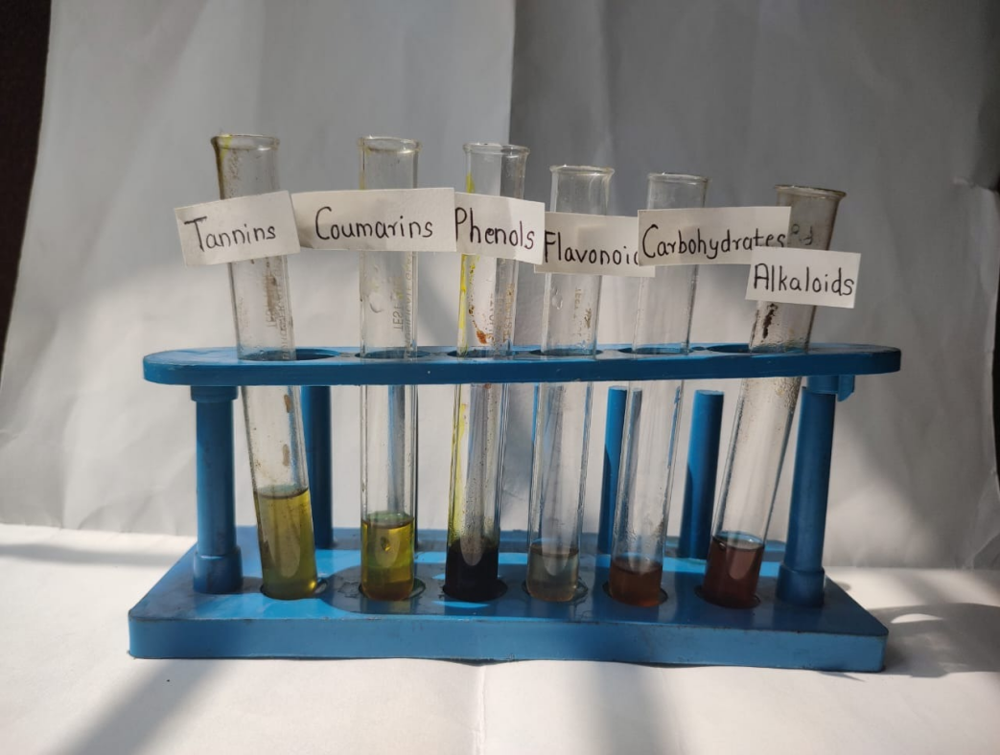 Tannins
Coumarins
Phenols
Flavonoid
Carbohydrates
Alkaloids